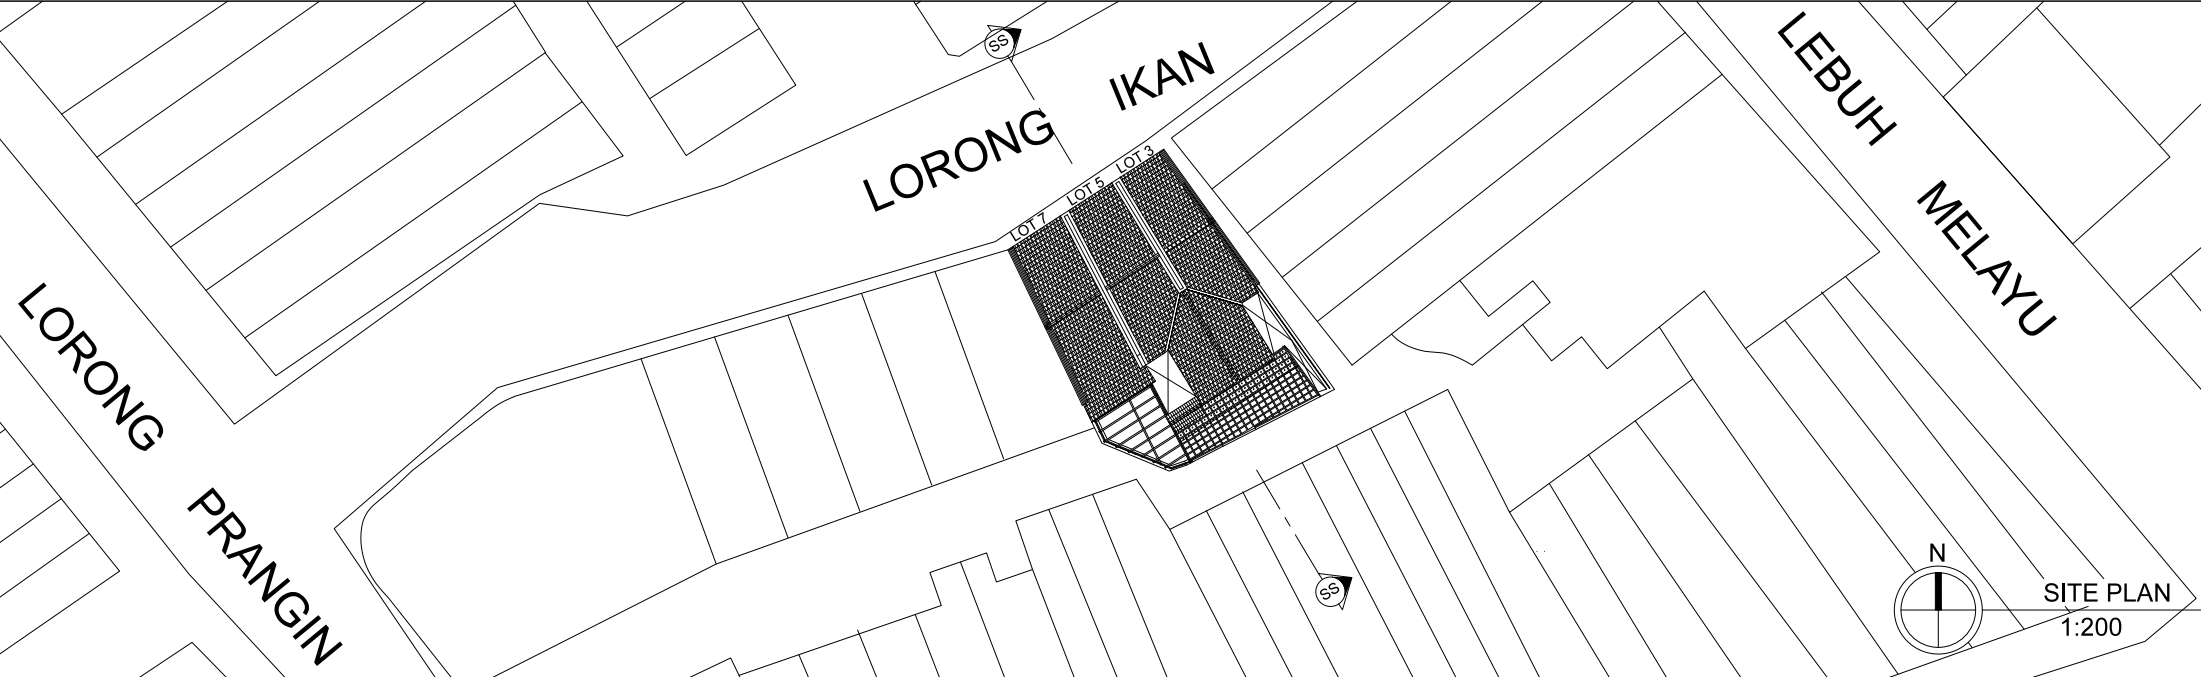 SS
LORONG IKAN
LEBUH MELAYU
LOT 3
LOT 5
LOT 7
LORONG PRANGIN
SS
N
SITE PLAN
1:200